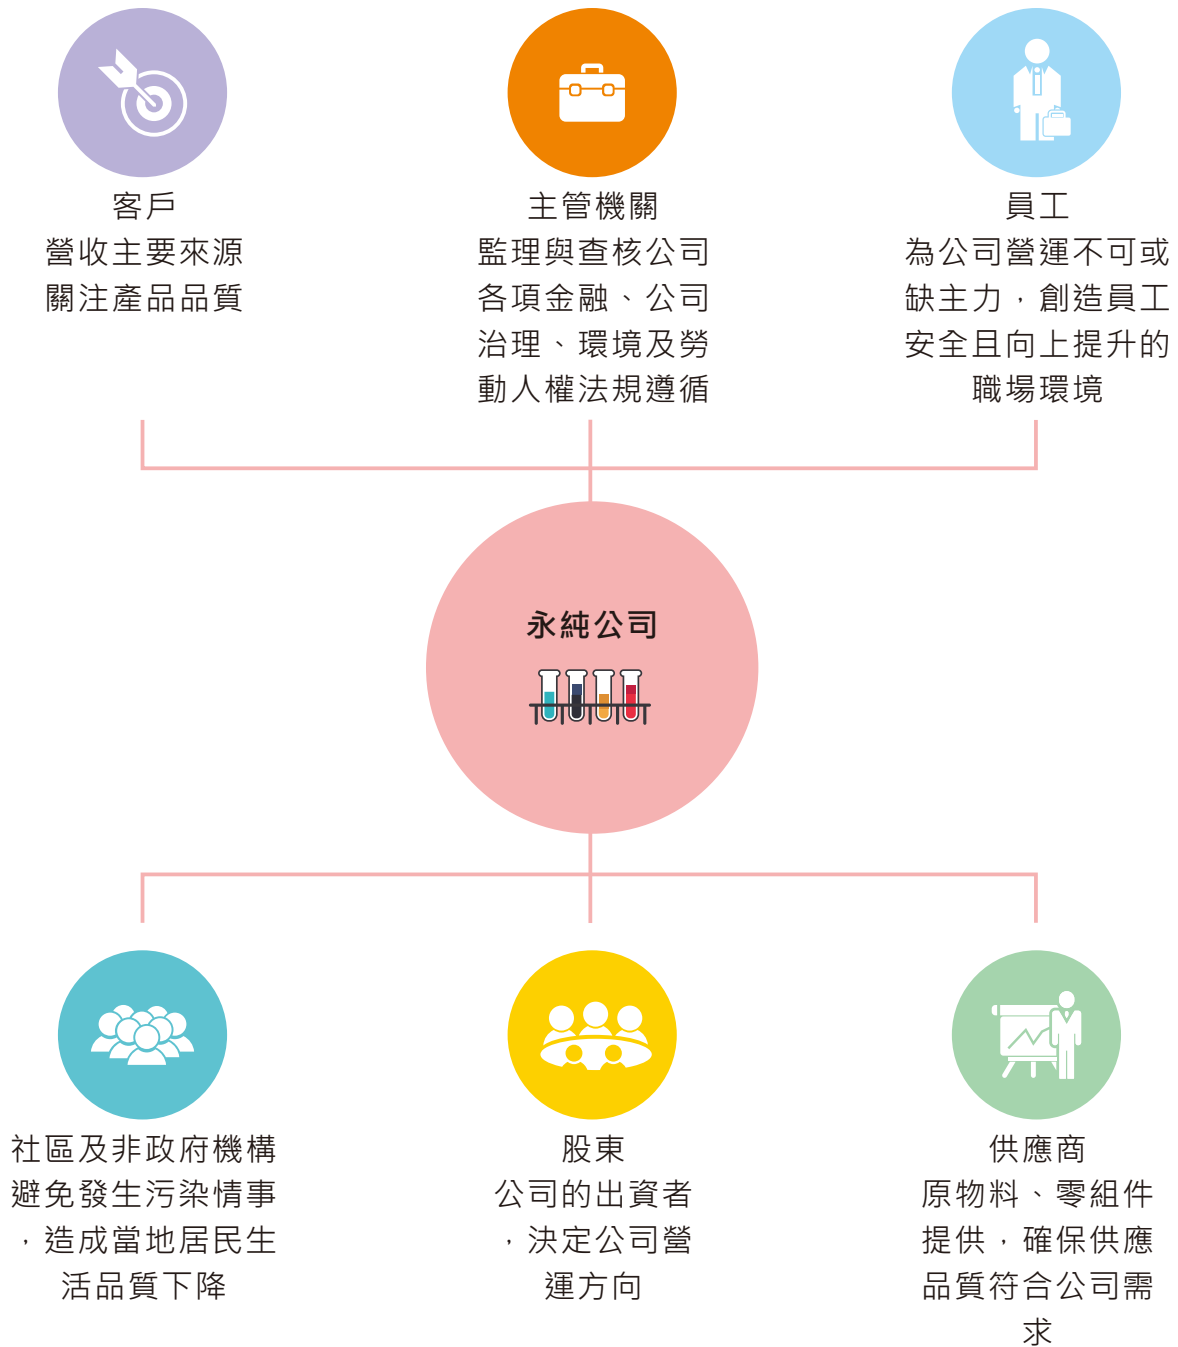 客戶
營收主要來源
關注產品品質
主管機關
監理與查核公司
各項金融、公司
治理、環境及勞
動人權法規遵循
員工
為公司營運不可或
缺主力，創造員工
安全且向上提升的
職場環境
永純公司
社區及非政府機構
避免發生污染情事
，造成當地居民生
活品質下降
股東
公司的出資者
，決定公司營
運方向
供應商
原物料、零組件
提供，確保供應
品質符合公司需
求